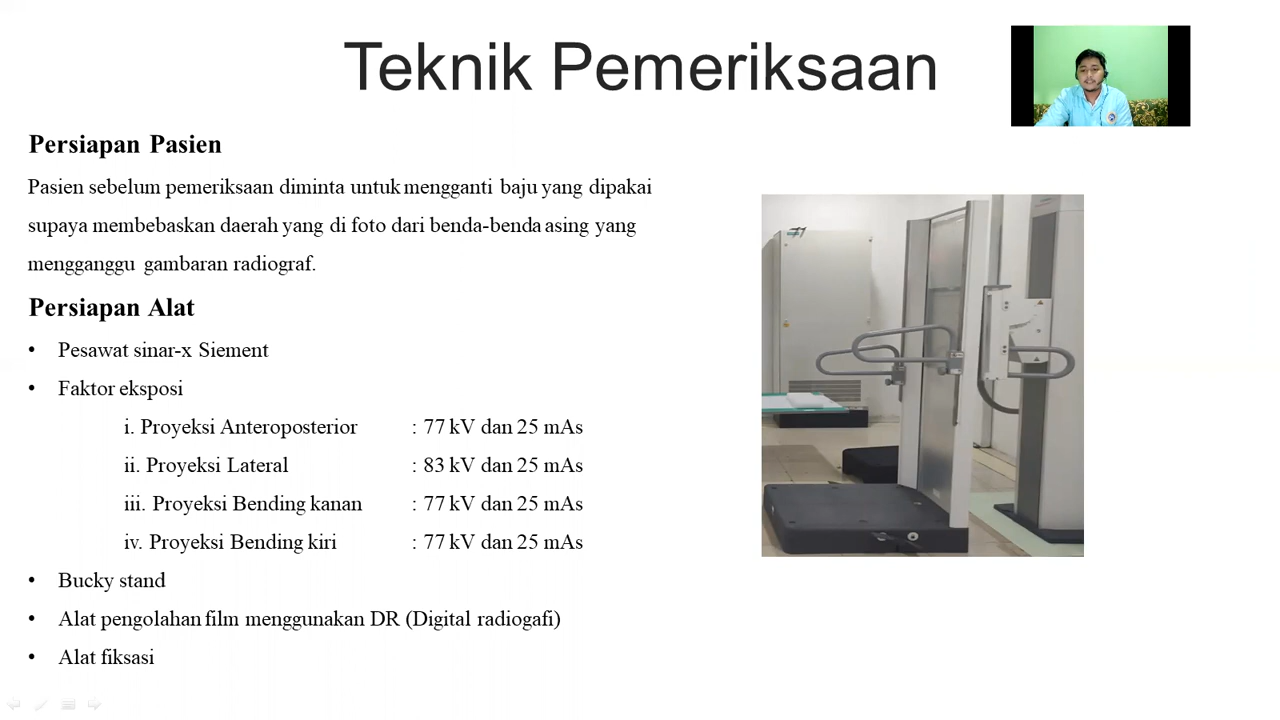 Teknik Pemeriksaan
Persiapan Pasien
Pasien sebelum pemeriksaan diminta untuk mengganti baju yang dipakai
supaya membebaskan daerah yang di foto dari benda-benda asing yang
mengganggu gambaran radiograf.
Persiapan Alat
• Pesawat sinar-x Siement
• Faktor eksposi
i. Proyeksi Anteroposterior : 77 kV dan 25 mAs
ii. Proyeksi Lateral : 83 kV dan 25 mAs
iii. Proyeksi Bending kanan : 77 kV dan 25 mAs
iv. Proyeksi Bending kiri : 77 kV dan 25 mAs
• Bucky stand
• Alat pengolahan film menggunakan DR (Digital radiogafi)
• Alat fiksasi